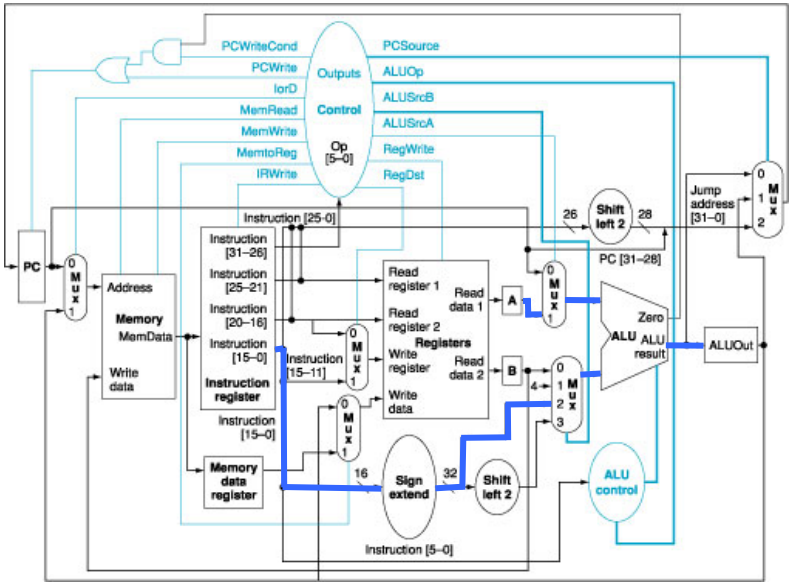 PCWriteCond
PCWrite
IorD
MemRead
MemWrite
MemtoReg
IRWrite
Outputs
Control
Op
[5–0]
PCSource
ALUOp
ALUSrcB
ALUSrcA
RegWrite
RegDst
Instruction [25-0]
26
Shift
left 2
28
Jump
address
[31–0]
0
1
2
M
u
x
PC [31–28]
PC
0
M
u
x
1
Address
Memory
MemData
Write
data
Instruction
[31–26]
Instruction
[25–21]
Instruction
[20–16]
Instruction
[15–0]
Instruction
register
Instruction
[15–11]
Instruction
[15–0]
Memory
data
register
0
M
u
x
1
0
M
u
x
1
Read
register 1
Read
register 2
Registers
Write
register
Write
data
Read
data 1
Read
data 2
A
B
0
M
u
x
1
4
0
1
2
3
M
u
x
Zero
ALU
ALU
result
ALUOut
16
Sign
extend
32
Shift
left 2
ALU
control
Instruction [5–0]